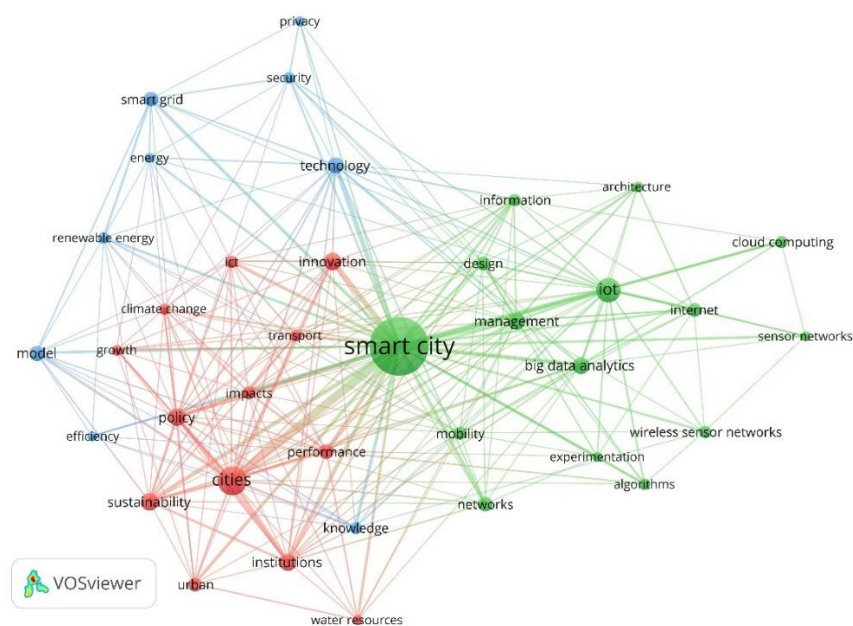 privacy
security
smart grid
energy
technology
architecture
information
renewable energy
cloud computing
ict
innovation
design
iot
climate change
internet
management
transport
sensor networks
smart city
model
growth
big data analytics
impacts
policy
efficiency
mobility
wireless sensor networks
performance
experimentation
cities
algorithms
sustainability
networks
knowledge
institutions
VOSviewer
urban
water resources